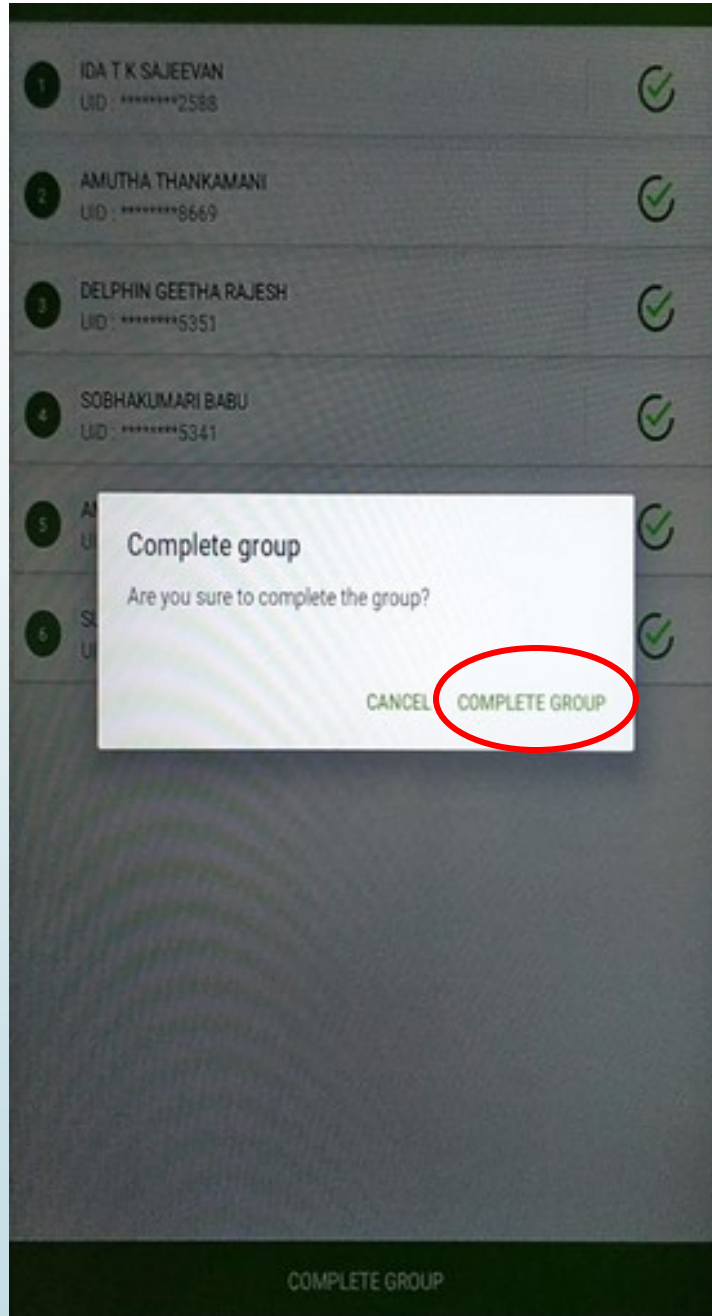 1
IDA T K SAJEEVAN
UID : ********2588
2
AMUTHA THANKAMANI
UID : ********8669
3
DELPHIN GEETHA RAJESH
UID : ********5351
4
SOBHAKUMARI BABU
UID : ********5341
5
6
Complete group
Are you sure to complete the group?
CANCEL
COMPLETE GROUP
COMPLETE GROUP